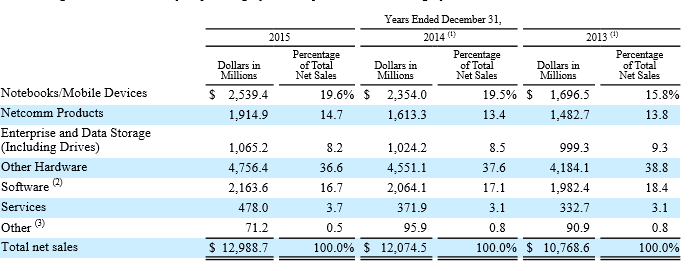 Years Ended December 31,
2015 2014 (1) 2013 (1)
Dollars in Millions Percentage of Total Net Sales Dollars in Millions Percentage of Total Net Sales Dollars in Millions Percentage of Total Net Sales
Notebooks/Mobile Devices $ 2,539.4 19.6% $ 2,354.0 19.5% $ 1,696.5 15.8%
Netcomm Products 1,914.9 14.7 1,613.3 13.4 1,482.7 13.8
Enterprise and Data Storage
(Including Drives) 1,065.2 8.2 1,024.2 8.5 999.3 9.3
Other Hardware 4,756.4 36.6 4,551.1 37.6 4,184.1 38.8
Software (2) 2,163.6 16.7 2,064.1 17.1 1,982.4 18.4
Services 478.0 3.7 371.9 3.1 332.7 3.1
Other (3) 71.2 0.5 95.9 0.8 90.9 0.8
Total net sales $ 12,988.7 100.0% $ 12,074.5 100.0% $ 10,768.6 100.0%